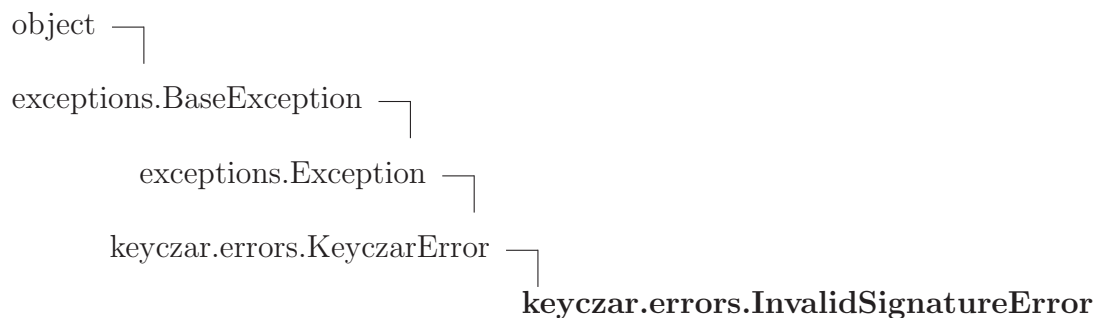 object
exceptions.BaseException
exceptions.Exception
keyczar.errors.KeyczarError
keyczar.errors.InvalidSignatureError